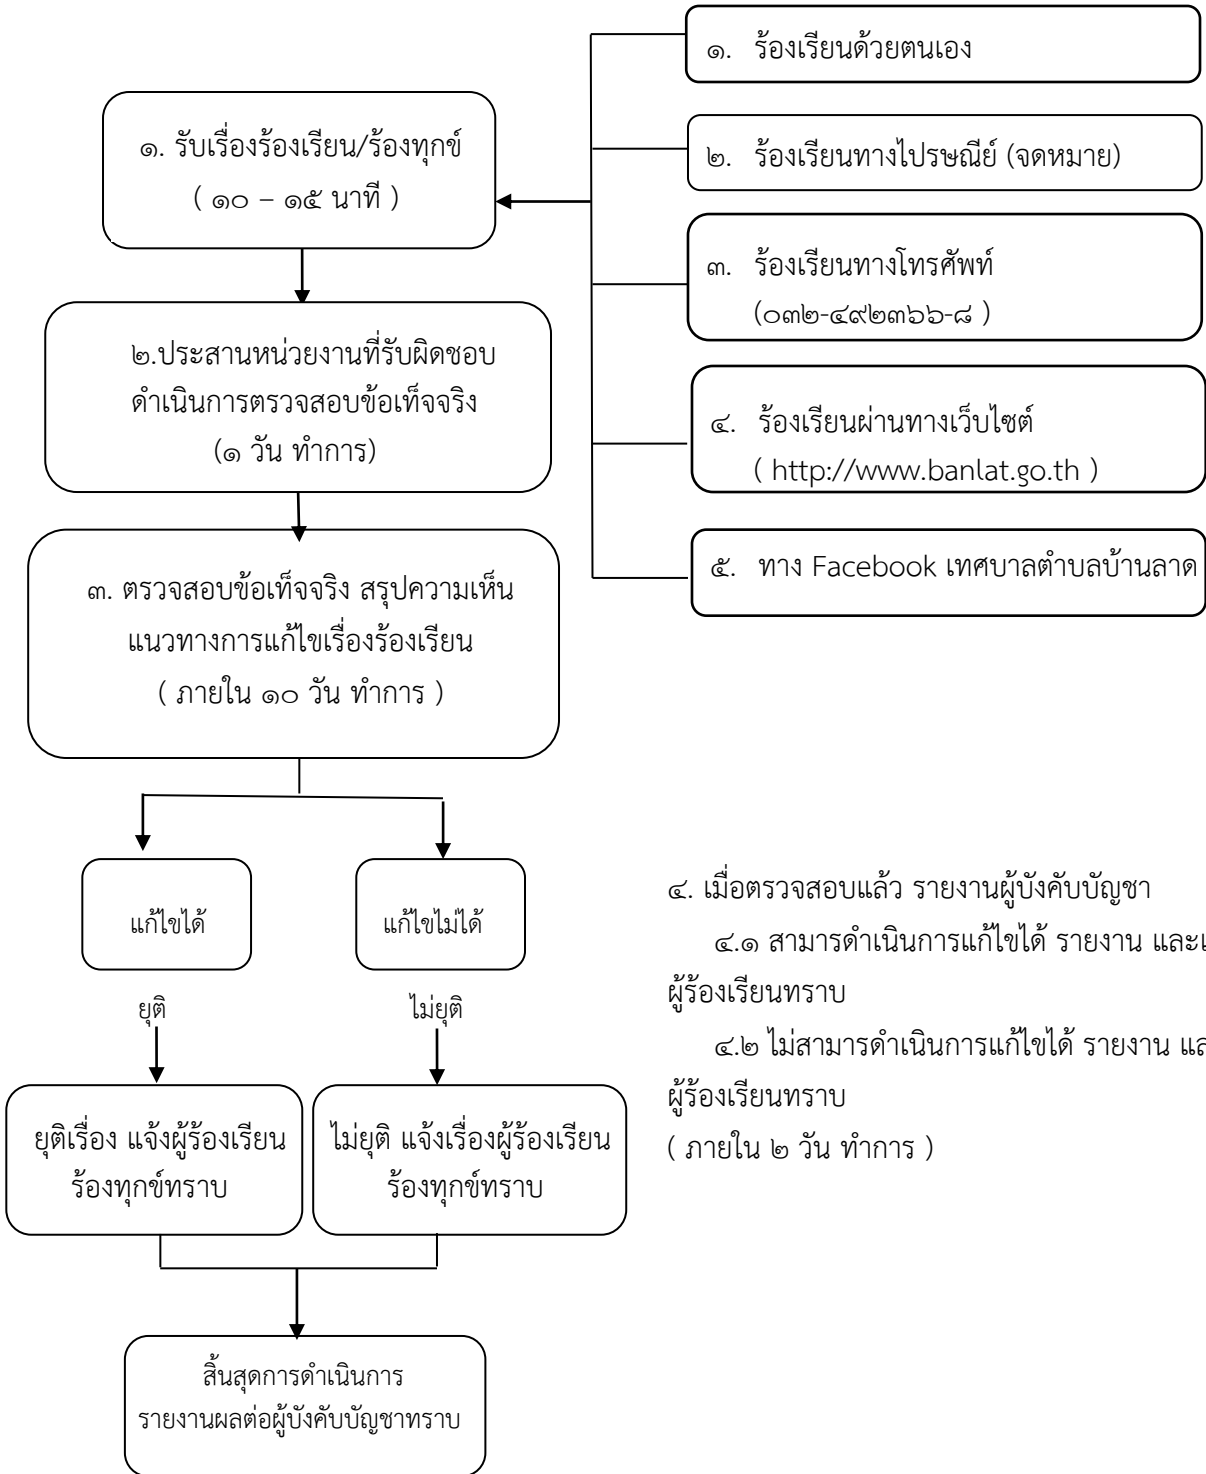 ๑. ร้องเรียนด้วยตนเอง
๒. ร้องเรียนทางไปรษณีย์ (จดหมาย)
๓. ร้องเรียนทางโทรศัพท์
(๐๓๒-๔๙๒๓๖๖-๘ )
๔. ร้องเรียนผ่านทางเว็บไซต์
( http://www.banlat.go.th )
๕. ทาง Facebook เทศบาลตำบลบ้านลาด
๑. รับเรื่องร้องเรียน/ร้องทุกข์
( ๑๐ – ๑๕ นาที )
๒.ประสานหน่วยงานที่รับผิดชอบ
ดำเนินการตรวจสอบข้อเท็จจริง
(๑ วัน ทำการ)
๓. ตรวจสอบข้อเท็จจริง สรุปความเห็น
แนวทางการแก้ไขเรื่องร้องเรียน
( ภายใน ๑๐ วัน ทำการ )
แก้ไขได้
แก้ไขไม่ได้
ยุติ
ไม่ยุติ
ยุติเรื่อง แจ้งผู้ร้องเรียน
ร้องทุกข์ทราบ
ไม่ยุติ แจ้งเรื่องผู้ร้องเรียน
ร้องทุกข์ทราบ
สิ้นสุดการดำเนินการ
รายงานผลต่อผู้บังคับบัญชาทราบ
๔. เมื่อตรวจสอบแล้ว รายงานผู้บังคับบัญชา
๔.๑ สามารถดำเนินการแก้ไขได้ รายงาน
ผู้ร้องเรียนทราบ
๔.๒ ไม่สามารถดำเนินการแก้ไขได้ รายงาน
ผู้ร้องเรียนทราบ
( ภายใน ๒ วัน ทำการ )